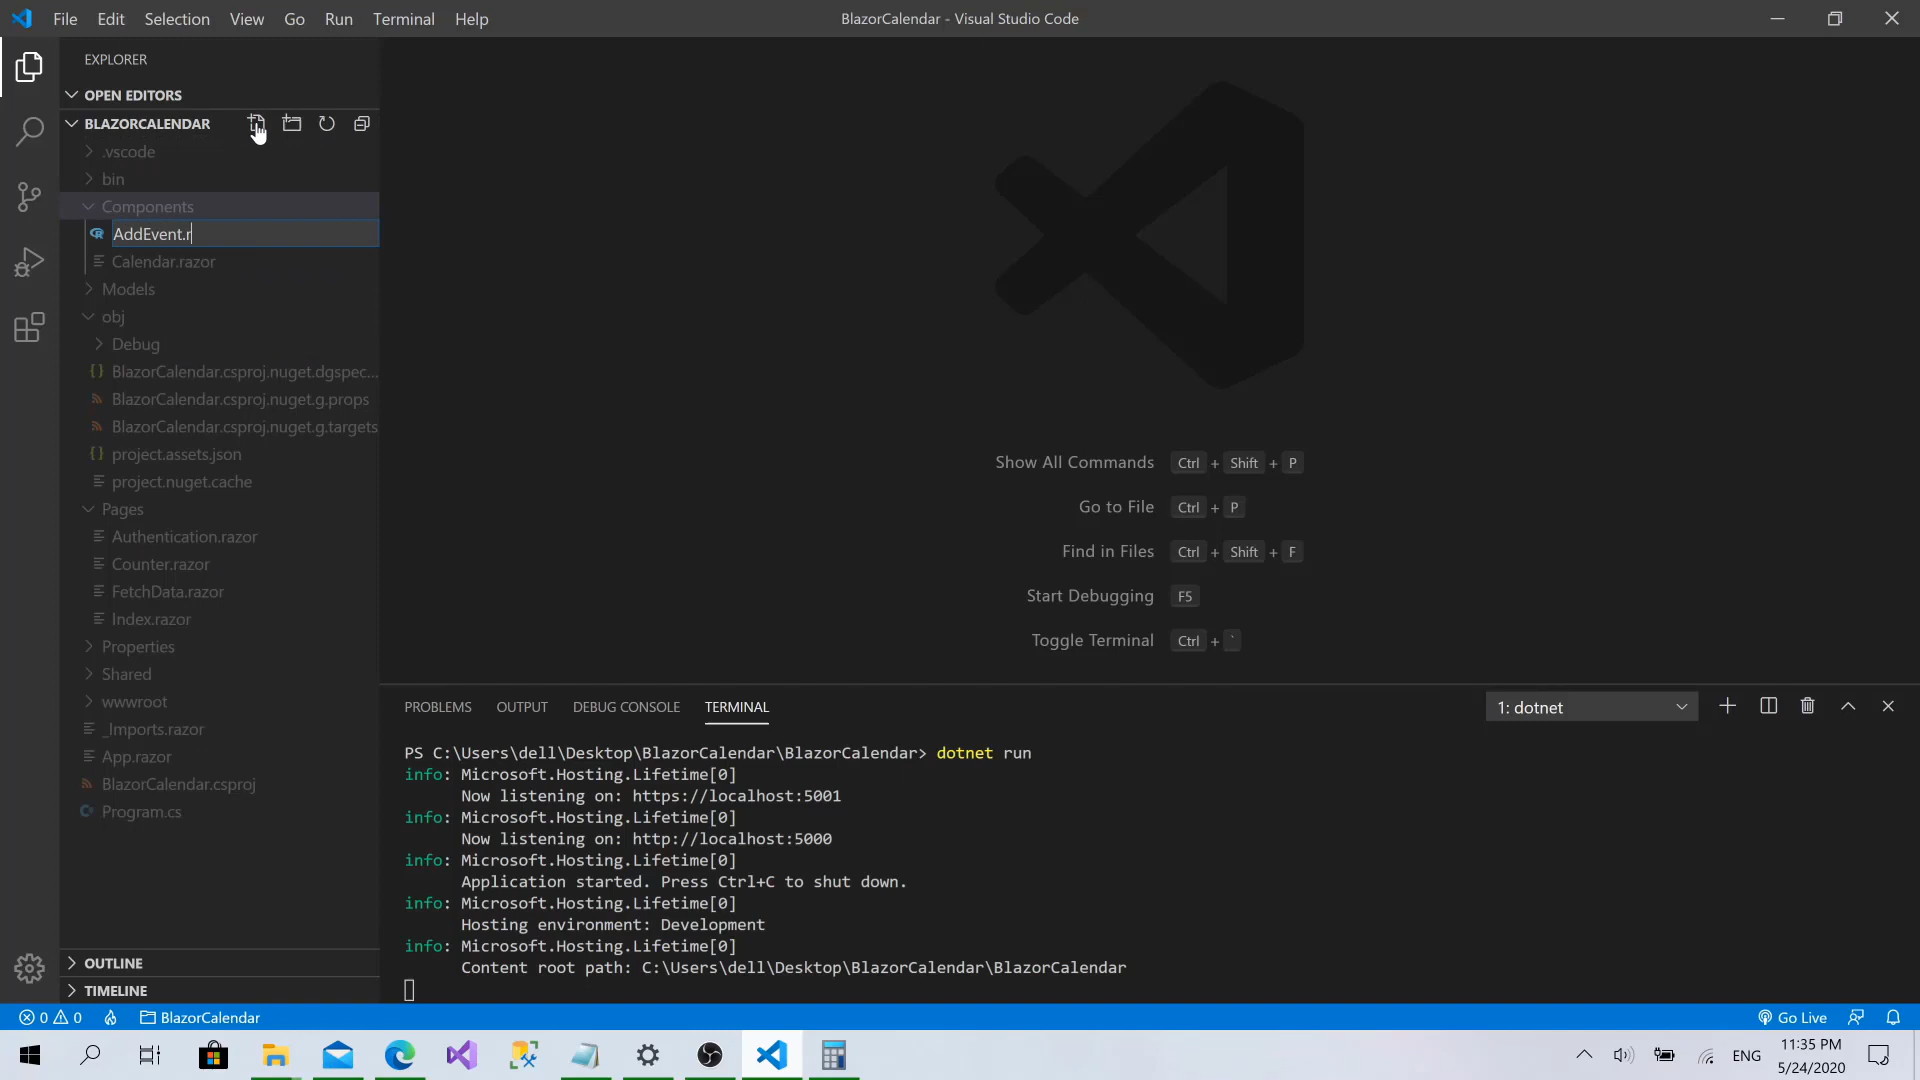 File Edit Selection View Go Run Terminal Help
BlazorCalendar - Visual Studio Code
EXPLORER
OPEN EDITORS
BLAZORCALENDAR
.vscode
bin
Components
AddEvent.r
Calendar.razor
Models
obj
Debug
BlazorCalendar.csproj.nuget.dgspec...
BlazorCalendar.csproj.nuget.g.props
BlazorCalendar.csproj.nuget.g.targets
project.assets.json
project.nuget.cache
Pages
Authentication.razor
Counter.razor
FetchData.razor
Index.razor
Properties
Shared
wwwroot
_Imports.razor
App.razor
BlazorCalendar.csproj
Program.cs
OUTLINE
TIMELINE
Show All Commands Ctrl + Shift + P
Go to File Ctrl + P
Find in Files Ctrl + Shift + F
Start Debugging F5
Toggle Terminal Ctrl + `
PROBLEMS OUTPUT DEBUG CONSOLE TERMINAL
1: dotnet
PS C:\Users\dell\Desktop\BlazorCalendar\BlazorCalendar> dotnet run
info: Microsoft.Hosting.Lifetime[0]
Now listening on: https://localhost:5001
info: Microsoft.Hosting.Lifetime[0]
Now listening on: http://localhost:5000
info: Microsoft.Hosting.Lifetime[0]
Application started. Press Ctrl+C to shut down.
info: Microsoft.Hosting.Lifetime[0]
Hosting environment: Development
info: Microsoft.Hosting.Lifetime[0]
Content root path: C:\Users\dell\Desktop\BlazorCalendar\BlazorCalendar
0 0 BlazorCalendar
Go Live
ENG
11:35 PM
5/24/2020